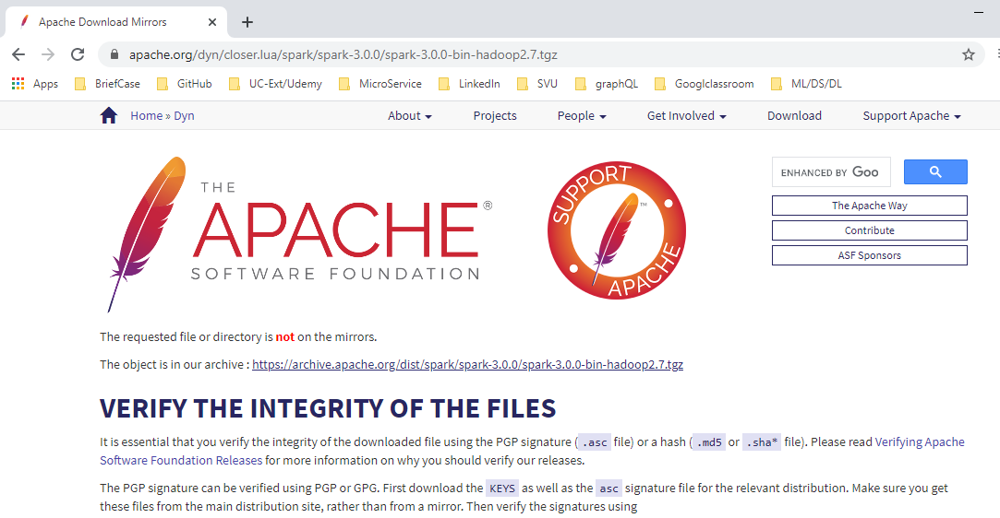 Apache Download Mirrors
apache.org/dyn/closer.lua/spark/spark-3.0.0/spark-3.0.0-bin-hadoop2.7.tgz
Apps BriefCase GitHub UC-Ext/Udemy MicroService LinkedIn SVU graphQL Googlclassroom ML/DS/DL
Home » Dyn About Projects People Get Involved Download Support Apache
THE
APACHE®
SOFTWARE FOUNDATION
SUPPORT
APACHE
™
ENHANCED BY Goo
The Apache Way
Contribute
ASF Sponsors
The requested file or directory is not on the mirrors.
The object is in our archive : https://archive.apache.org/dist/spark/spark-3.0.0/spark-3.0.0-bin-hadoop2.7.tgz
VERIFY THE INTEGRITY OF THE FILES
It is essential that you verify the integrity of the downloaded file using the PGP signature ( .asc file) or a hash ( .md5 or .sha* file). Please read Verifying Apache
Software Foundation Releases for more information on why you should verify our releases.
The PGP signature can be verified using PGP or GPG. First download the KEYS as well as the asc signature file for the relevant distribution. Make sure you get
these files from the main distribution site, rather than from a mirror. Then verify the signatures using